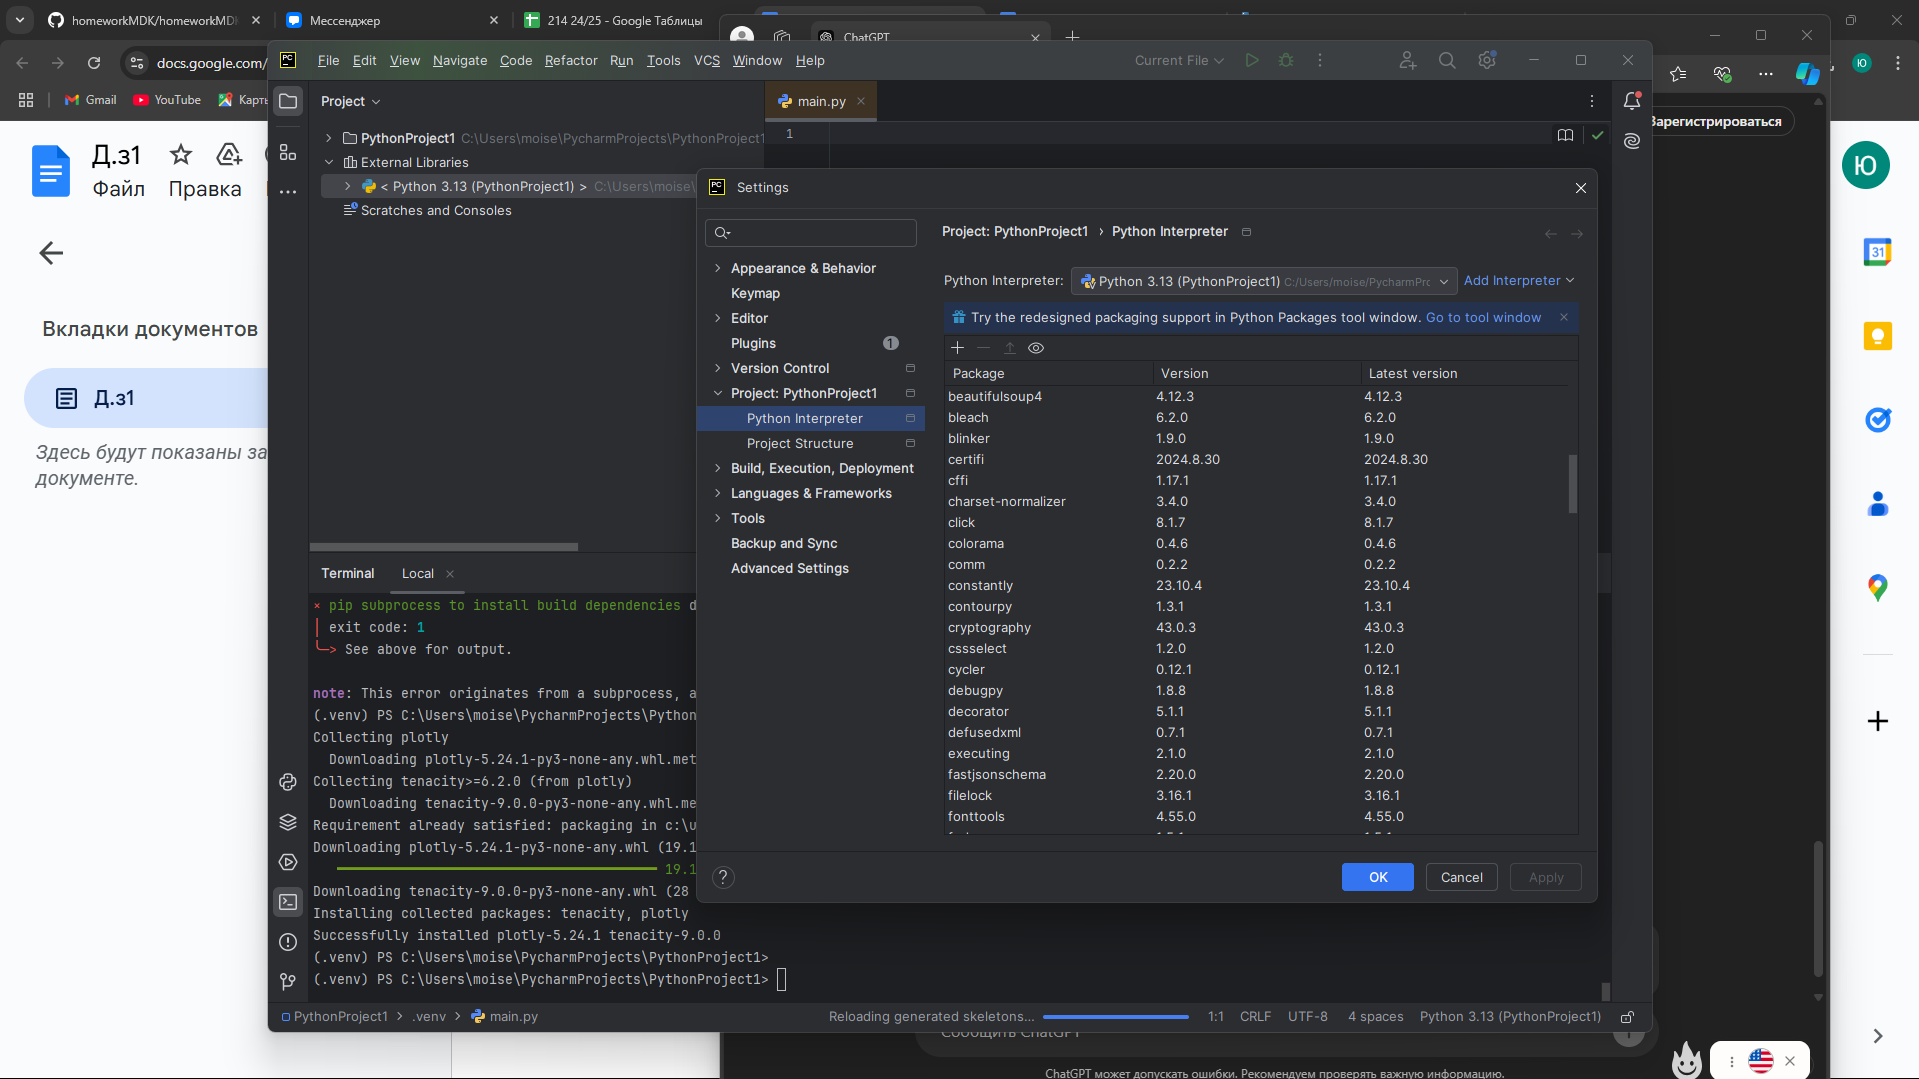 homeworkMDK/homeworkMD
Мессенджер
214 24/25 - Google Таблицы
ChatGPT
docs.google.com/
Ю
Gmail
YouTube
Карты
Зарегистрироваться
PC
File Edit View Navigate Code Refactor Run Tools VCS Window Help
Current File
Project
main.py
1
PythonProject1 C:\Users\moise\PycharmProjects\PythonProject1
External Libraries
< Python 3.13 (PythonProject1) > C:\Users\moise\
Scratches and Consoles
Д.з1
Файл Правка
Вкладки документов
Д.з1
Здесь будут показаны за
документе.
Ю
31
PC
Settings
Appearance & Behavior
Keymap
Editor
Plugins 1
Version Control
Project: PythonProject1
Python Interpreter
Project Structure
Build, Execution, Deployment
Languages & Frameworks
Tools
Backup and Sync
Advanced Settings
Project: PythonProject1 › Python Interpreter
Python Interpreter: Python 3.13 (PythonProject1) C:/Users/moise/PycharmPrc Add Interpreter
Try the redesigned packaging support in Python Packages tool window. Go to tool window
Package Version Latest version
beautifulsoup4 4.12.3 4.12.3
bleach 6.2.0 6.2.0
blinker 1.9.0 1.9.0
certifi 2024.8.30 2024.8.30
cffi 1.17.1 1.17.1
charset-normalizer 3.4.0 3.4.0
click 8.1.7 8.1.7
colorama 0.4.6 0.4.6
comm 0.2.2 0.2.2
constantly 23.10.4 23.10.4
contourpy 1.3.1 1.3.1
cryptography 43.0.3 43.0.3
cssselect 1.2.0 1.2.0
cycler 0.12.1 0.12.1
debugpy 1.8.8 1.8.8
decorator 5.1.1 5.1.1
defusedxml 0.7.1 0.7.1
executing 2.1.0 2.1.0
fastjsonschema 2.20.0 2.20.0
filelock 3.16.1 3.16.1
fonttools 4.55.0 4.55.0
? OK Cancel Apply
Terminal Local
× pip subprocess to install build dependencies d
│ exit code: 1
╰─> See above for output.
note: This error originates from a subprocess, a
(.venv) PS C:\Users\moise\PycharmProjects\Python
Collecting plotly
Downloading plotly-5.24.1-py3-none-any.whl.met
Collecting tenacity>=6.2.0 (from plotly)
Downloading tenacity-9.0.0-py3-none-any.whl.me
Requirement already satisfied: packaging in c:\u
Downloading plotly-5.24.1-py3-none-any.whl (19.1
19.1
Downloading tenacity-9.0.0-py3-none-any.whl (28
Installing collected packages: tenacity, plotly
Successfully installed plotly-5.24.1 tenacity-9.0.0
(.venv) PS C:\Users\moise\PycharmProjects\PythonProject1>
(.venv) PS C:\Users\moise\PycharmProjects\PythonProject1>
PythonProject1 › .venv › main.py
Reloading generated skeletons...
1:1 CRLF UTF-8 4 spaces Python 3.13 (PythonProject1)
Сообщить ChatGPT
ChatGPT может допускать ошибки. Рекомендуем проверять важную информацию.